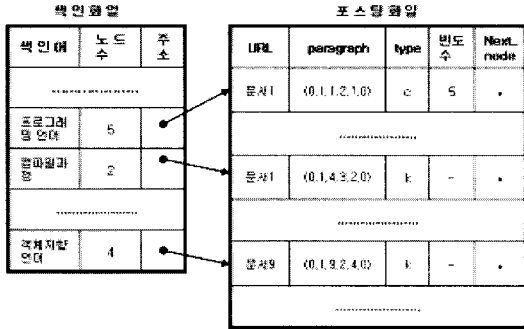 색인화일
포스팅화일
색인어 노드수 주소
URL paragraph type 빈도수 Next_node
프로그래밍 언어 5
문서1 (0,1,1,2,1,0) c 5
컴파일과정 2
문서1 (0,1,4,3,2,0) k -
객체지향언어 4
문서9 (0,1,9,2,4,0) k -